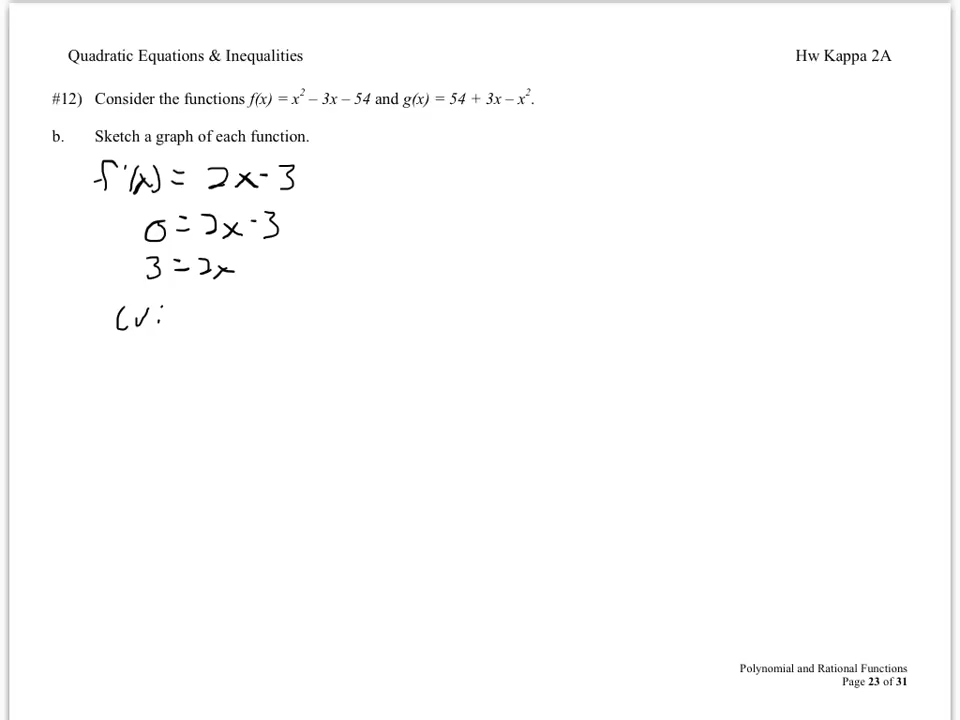 Quadratic Equations & Inequalities Hw Kappa 2A
#12) Consider the functions f(x) = x² – 3x – 54 and g(x) = 54 + 3x – x².
b. Sketch a graph of each function.
f'(x) = 2x - 3
0 = 2x - 3
3 = 2x
CV:
Polynomial and Rational Functions
Page 23 of 31